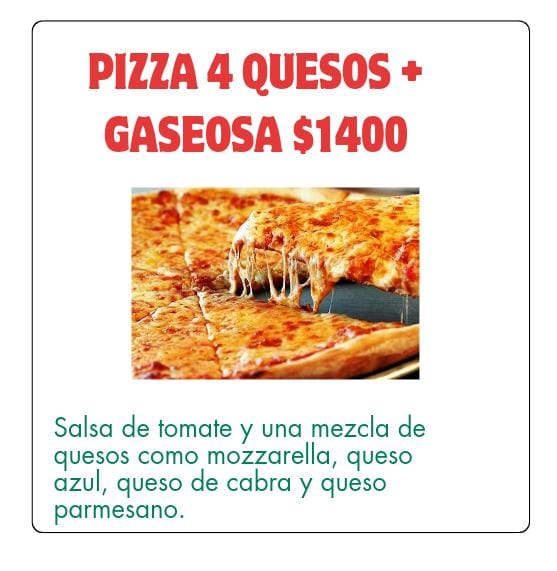 PIZZA 4 QUESOS +
GASEOSA $1400
Salsa de tomate y una mezcla de
quesos como mozzarella, queso
azul, queso de cabra y queso
parmesano.